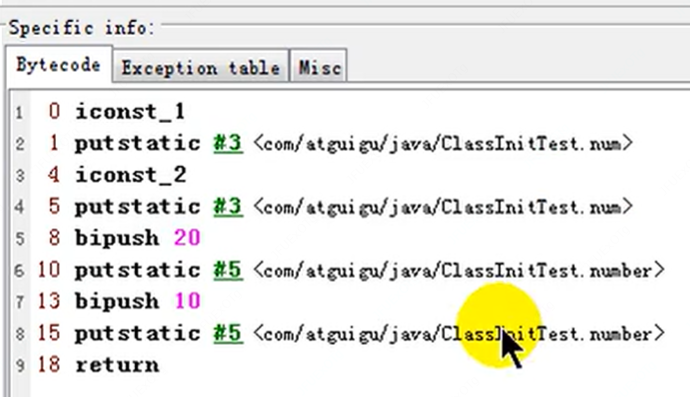 Specific info:
Bytecode Exception table Misc
1 0 iconst_1
2 1 putstatic #3 <com/atguigu/java/ClassInitTest.num>
3 4 iconst_2
4 5 putstatic #3 <com/atguigu/java/ClassInitTest.num>
5 8 bipush 20
6 10 putstatic #5 <com/atguigu/java/ClassInitTest.number>
7 13 bipush 10
8 15 putstatic #5 <com/atguigu/java/ClassInitTest.number>
9 18 return